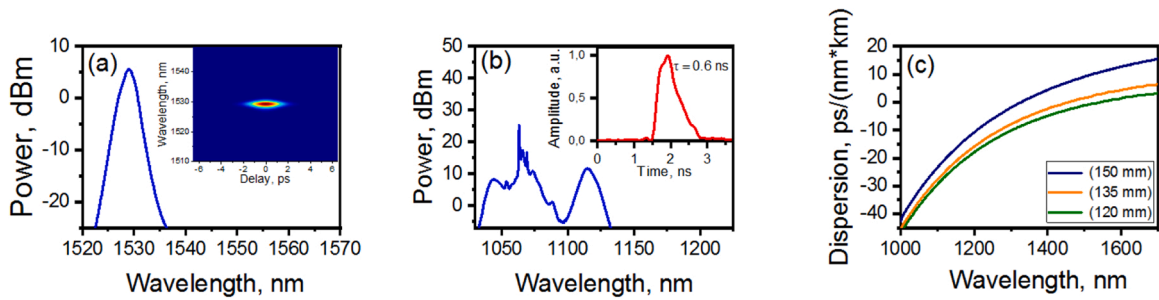 (a)
Power, dBm
10
0
-10
-20
1520 1530 1540 1550 1560 1570
Wavelength, nm
Wavelength, nm
1540
1530
1520
1510
-6 -4 -2 0 2 4 6
Delay, ps
(b)
Power, dBm
50
40
30
20
10
0
1050 1100 1150 1200
Wavelength, nm
Amplitude, a.u.
1,0
0,5
0,0
τ = 0.6 ns
0 1 2 3
Time, ns
(c)
Dispersion, ps/(nm*km)
20
10
0
-10
-20
-30
-40
(150 mm)
(135 mm)
(120 mm)
1000 1200 1400 1600
Wavelength, nm